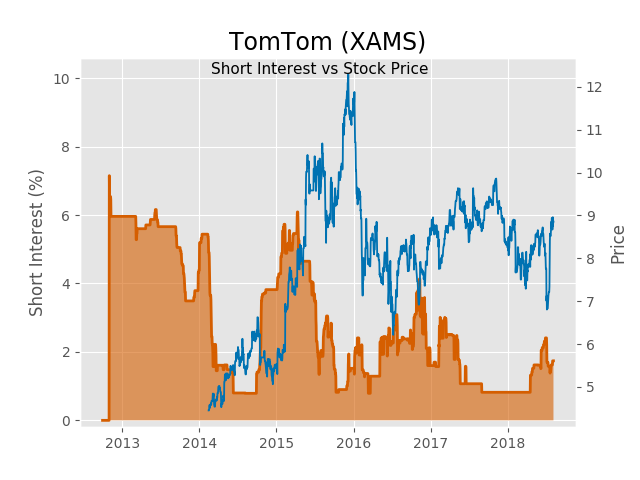 TomTom (XAMS)
Short Interest vs Stock Price
Short Interest (%)
10
8
6
4
2
0
12
11
10
9
8
7
6
5
Price
2013 2014 2015 2016 2017 2018